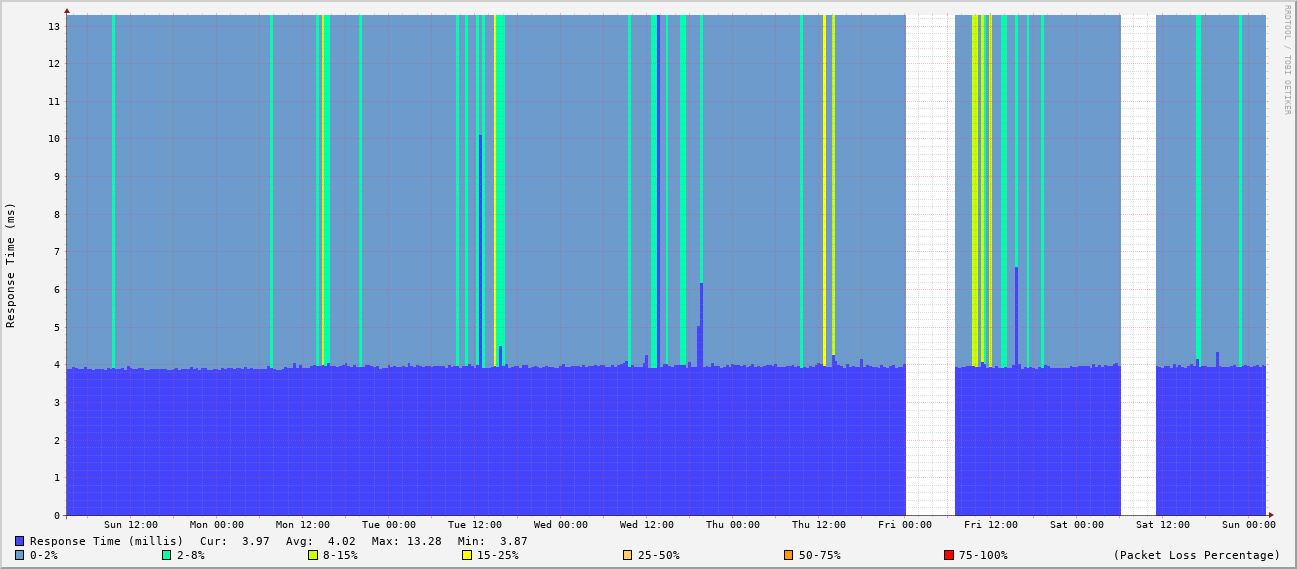 RRDTOOL / TOBI OETIKER
Response Time (ms)
13
12
11
10
9
8
7
6
5
4
3
2
1
0
Sun 12:00 Mon 00:00 Mon 12:00 Tue 00:00 Tue 12:00 Wed 00:00 Wed 12:00 Thu 00:00 Thu 12:00 Fri 00:00 Fri 12:00 Sat 00:00 Sat 12:00 Sun 00:00
Response Time (millis) Cur: 3.97 Avg: 4.02 Max: 13.28 Min: 3.87
0-2% 2-8% 8-15% 15-25% 25-50% 50-75% 75-100% (Packet Loss Percentage)